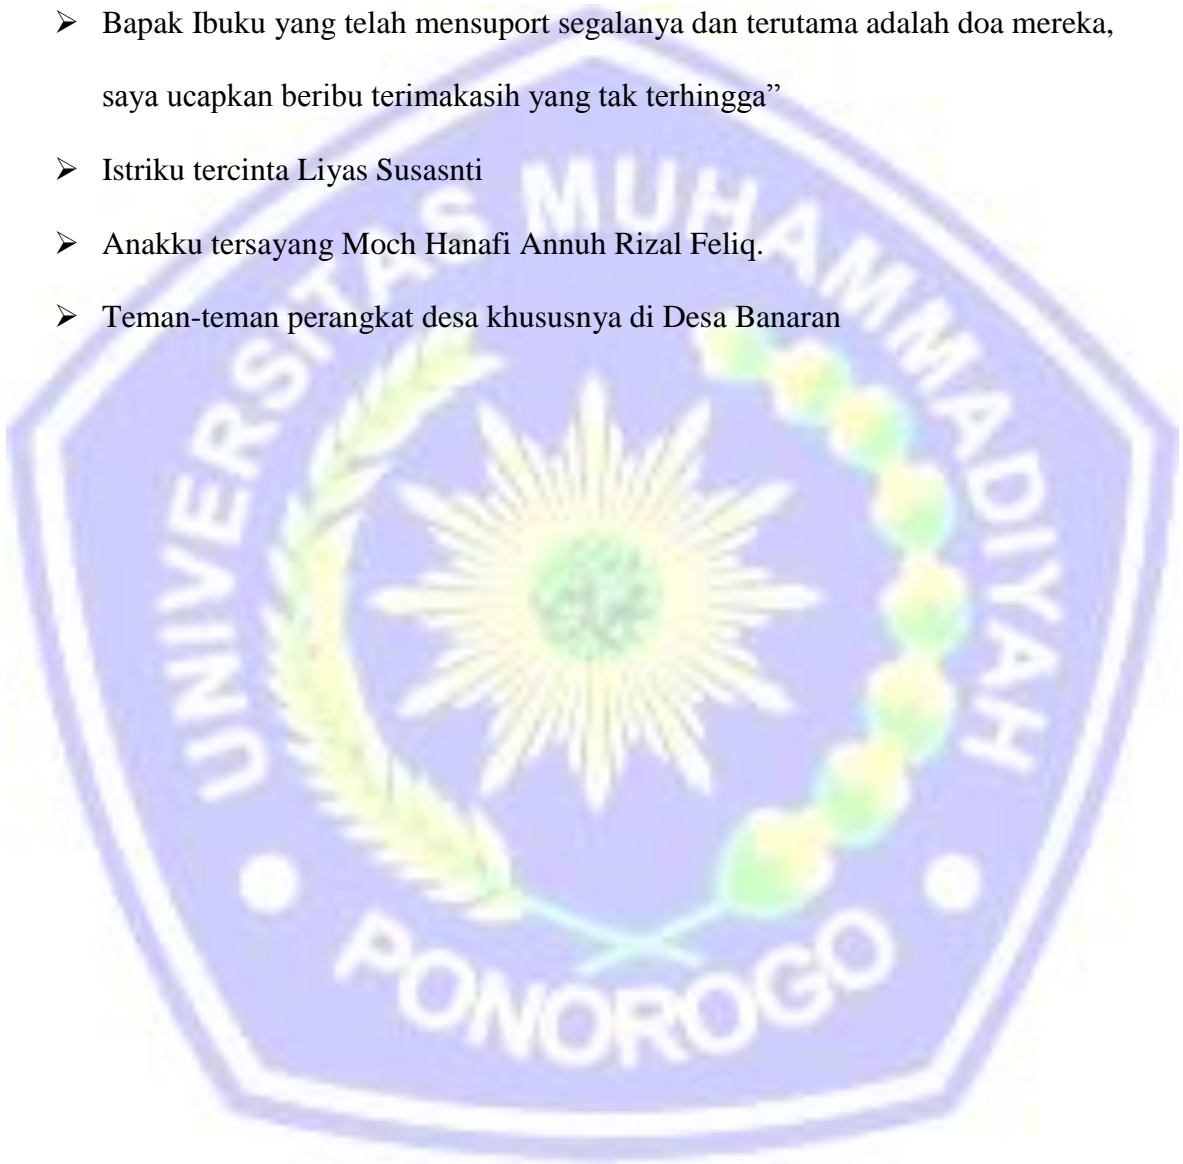 ➢ Bapak Ibuku yang telah mensuport segalanya dan terutama adalah doa mereka,
saya ucapkan beribu terimakasih yang tak terhingga”
➢ Istriku tercinta Liyas Susasnti
➢ Anakku tersayang Moch Hanafi Annuh Rizal Feliq.
➢ Teman-teman perangkat desa khususnya di Desa Banaran
UNIVERSITAS MUHAMMADIYAH
PONOROGO